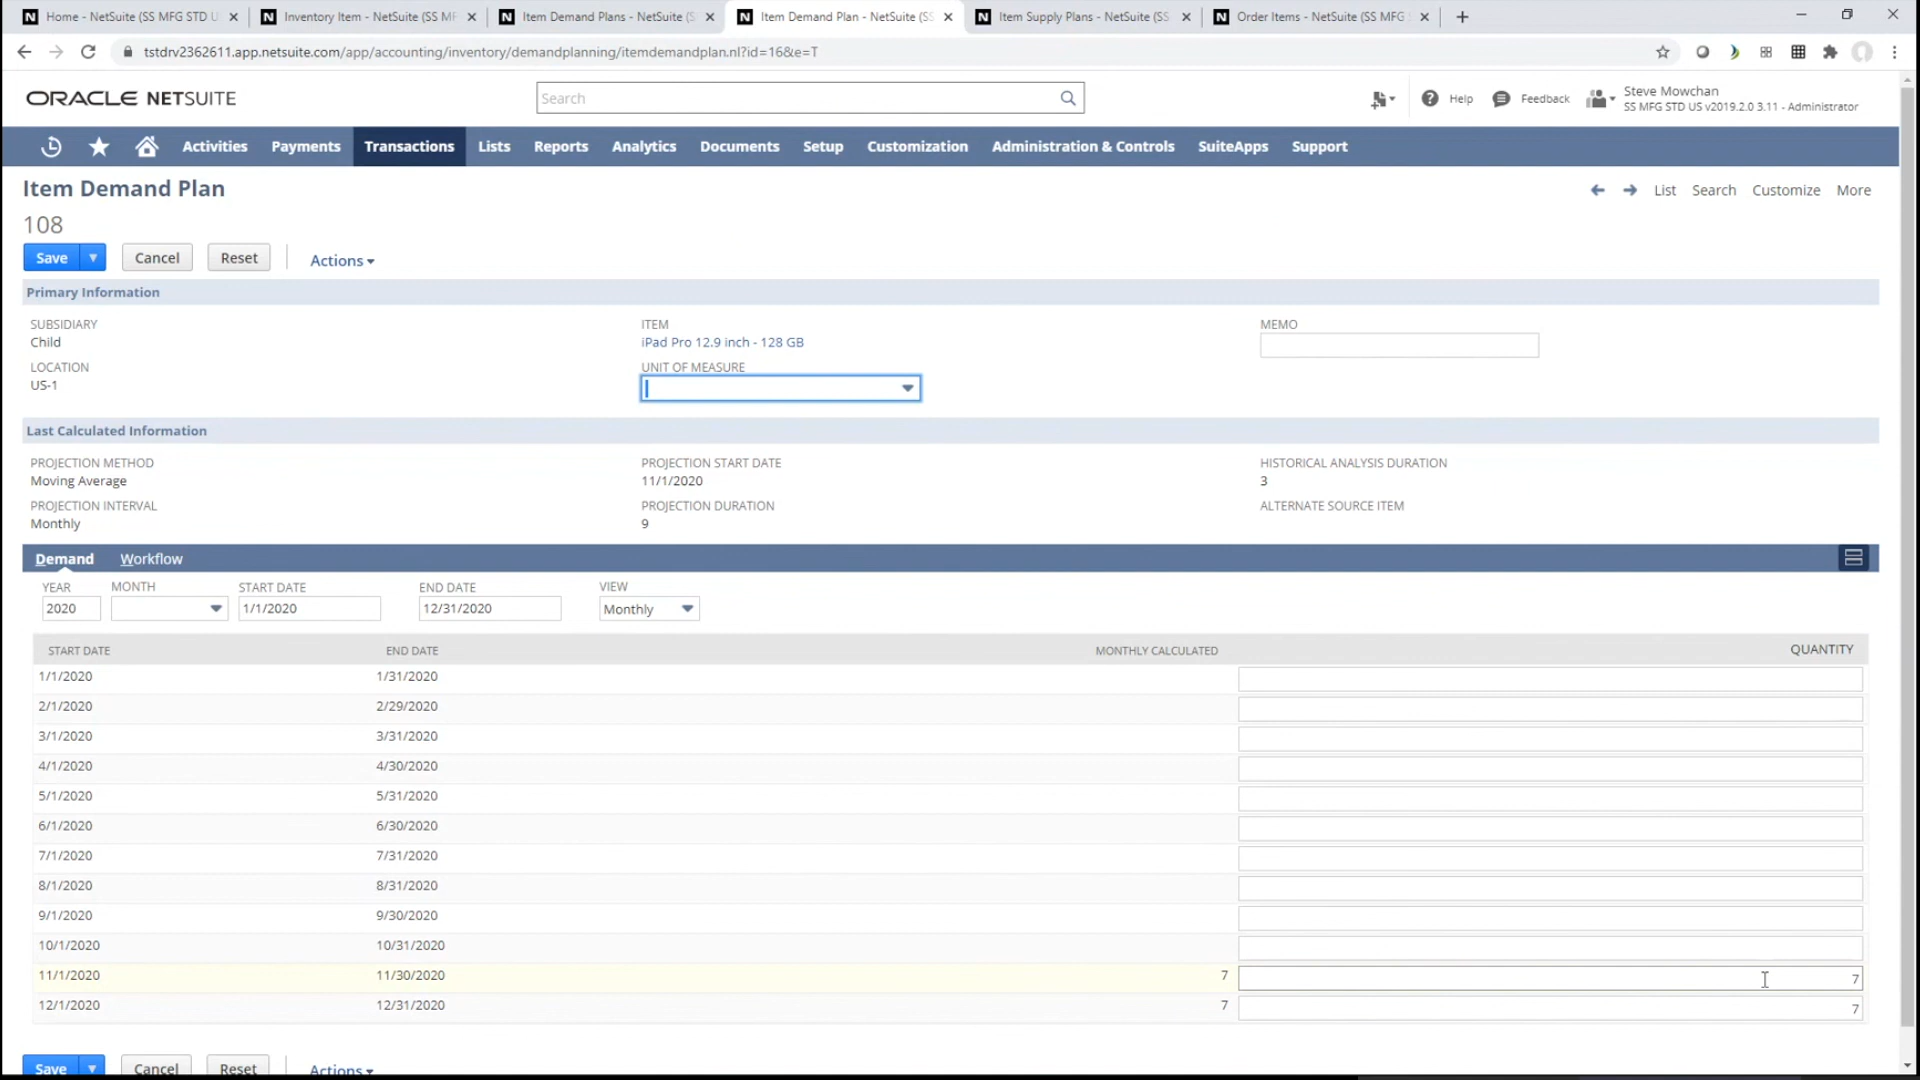 Home - NetSuite (SS MFG STD U
Inventory Item - NetSuite (SS MF
Item Demand Plans - NetSuite (S
Item Demand Plan - NetSuite (SS
Item Supply Plans - NetSuite (SS
Order Items - NetSuite (SS MFG
tstdrv2362611.app.netsuite.com/app/accounting/inventory/demandplanning/itemdemandplan.nl?id=16&e=T
ORACLE NETSUITE
Search
Help
Feedback
Steve Mowchan
SS MFG STD US v2019.2.0 3.11 - Administrator
Activities Payments Transactions Lists Reports Analytics Documents Setup Customization Administration & Controls SuiteApps Support
Item Demand Plan
List Search Customize More
108
Save Cancel Reset Actions
Primary Information
SUBSIDIARY ITEM MEMO
Child iPad Pro 12.9 inch - 128 GB
LOCATION UNIT OF MEASURE
US-1
Last Calculated Information
PROJECTION METHOD PROJECTION START DATE HISTORICAL ANALYSIS DURATION
Moving Average 11/1/2020 3
PROJECTION INTERVAL PROJECTION DURATION ALTERNATE SOURCE ITEM
Monthly 9
Demand Workflow
YEAR MONTH START DATE END DATE VIEW
2020 1/1/2020 12/31/2020 Monthly
START DATE END DATE MONTHLY CALCULATED QUANTITY
1/1/2020 1/31/2020
2/1/2020 2/29/2020
3/1/2020 3/31/2020
4/1/2020 4/30/2020
5/1/2020 5/31/2020
6/1/2020 6/30/2020
7/1/2020 7/31/2020
8/1/2020 8/31/2020
9/1/2020 9/30/2020
10/1/2020 10/31/2020
11/1/2020 11/30/2020 7 7
12/1/2020 12/31/2020 7 7
Save Cancel Reset Actions